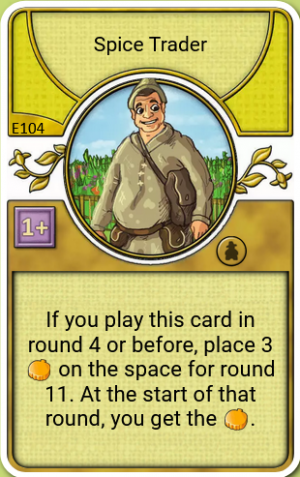 Spice Trader
E104
1+
If you play this card in
round 4 or before, place 3
on the space for round
11. At the start of that
round, you get the .